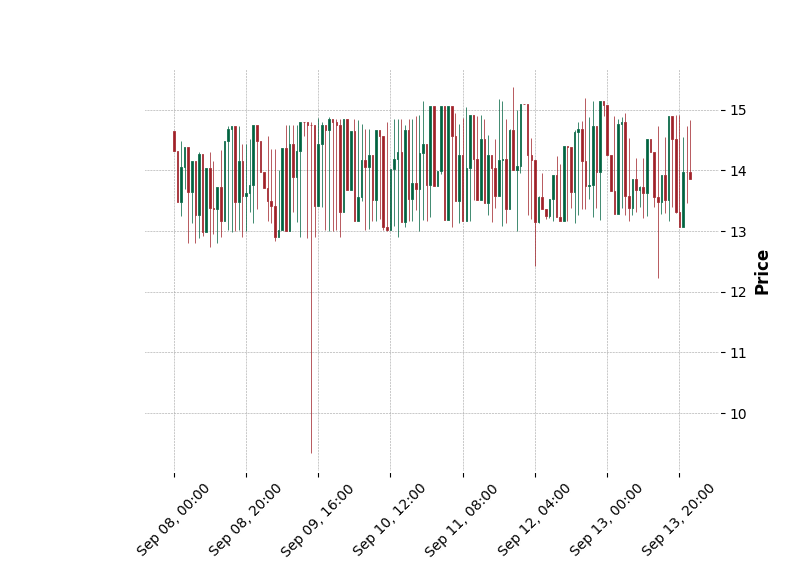 15
14
13
12
11
10
Price
Sep 08, 00:00
Sep 08, 20:00
Sep 09, 16:00
Sep 10, 12:00
Sep 11, 08:00
Sep 12, 04:00
Sep 13, 00:00
Sep 13, 20:00